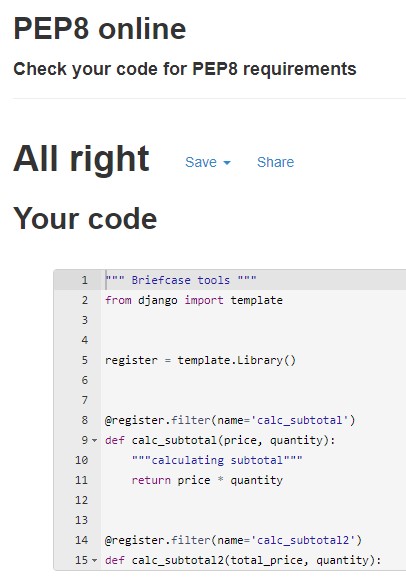 PEP8 online
Check your code for PEP8 requirements
All right Save Share
Your code
1 """ Briefcase tools """
2 from django import template
3
4
5 register = template.Library()
6
7
8 @register.filter(name='calc_subtotal')
9 def calc_subtotal(price, quantity):
10 """calculating subtotal"""
11 return price * quantity
12
13
14 @register.filter(name='calc_subtotal2')
15 def calc_subtotal2(total_price, quantity):